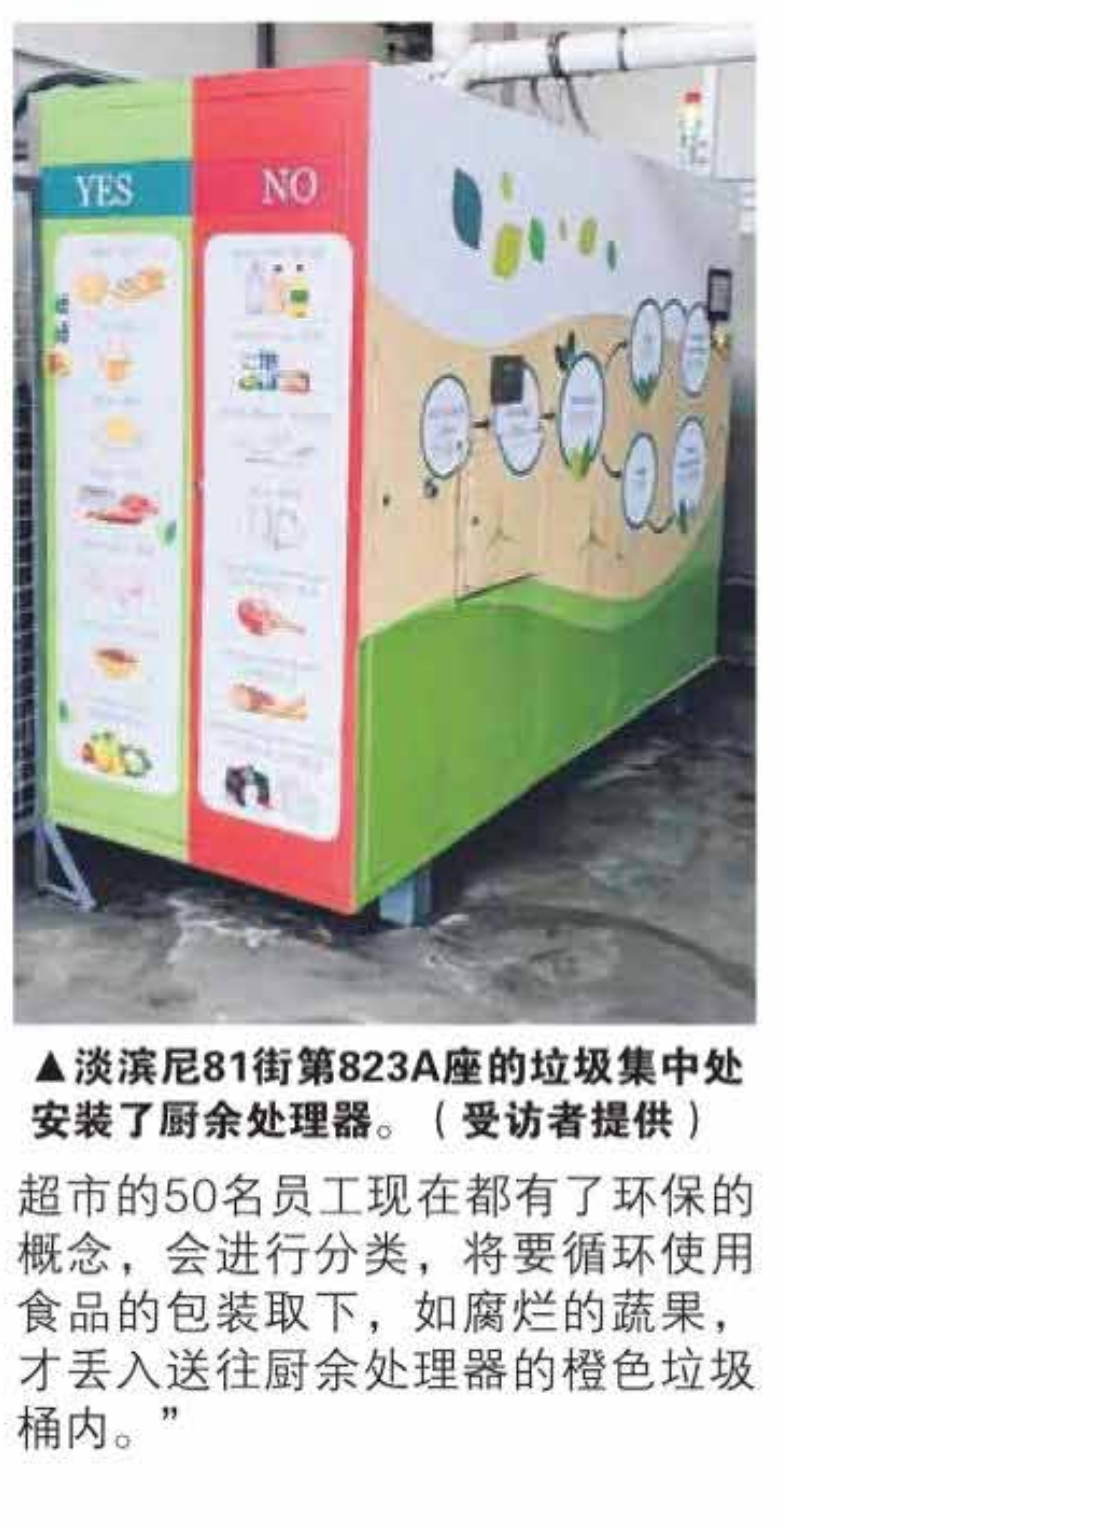 YES
NO
▲淡滨尼81街第823A座的垃圾集中处
安装了厨余处理器。（受访者提供）
超市的50名员工现在都有了环保的
概念，会进行分类，将要循环使用
食品的包装取下，如腐烂的蔬果，
才丢入送往厨余处理器的橙色垃圾
桶内。”